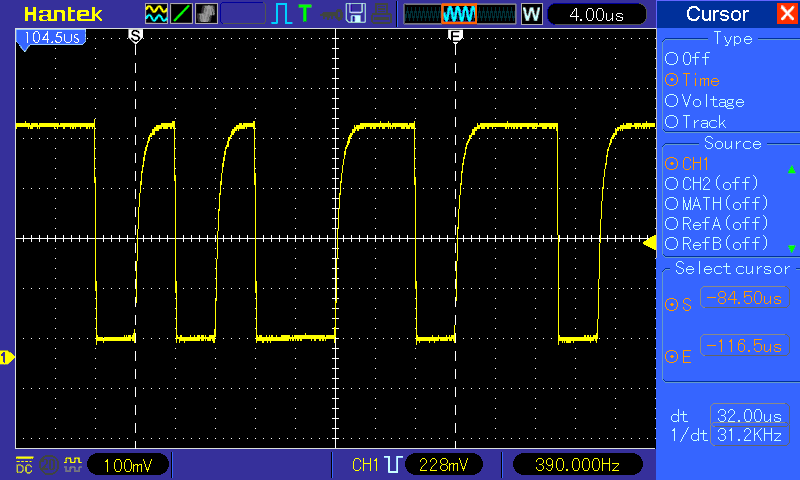 Hantek T W 4.00us Cursor
104.5us S E
Type
Off
Time
Voltage
Track
Source
CH1
CH2(off)
MATH(off)
RefA(off)
RefB(off)
Select cursor
S -84.50us
1
E -116.5us
dt 32.00us
1/dt 31.2KHz
DC 100mV CH1 228mV 390.000Hz